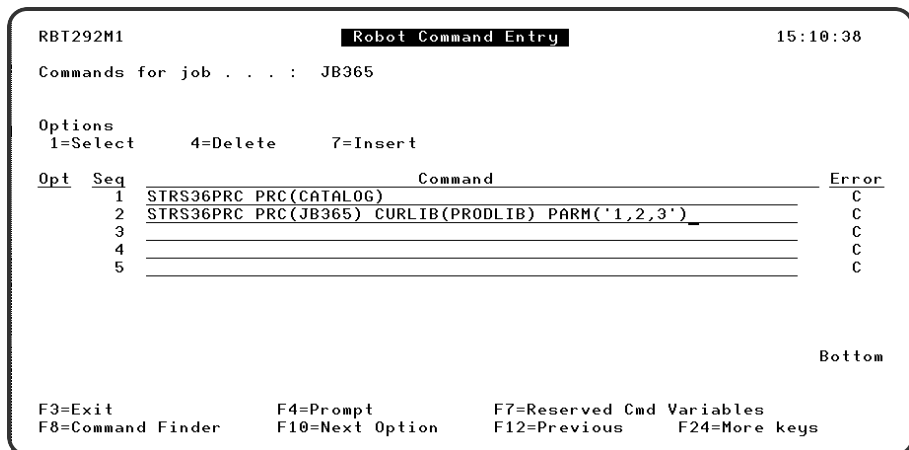 RBT292M1 Robot Command Entry 15:10:38
Commands for job . . . : JB365
Options
1=Select 4=Delete 7=Insert
Opt Seq Command Error
1 STRS36PRC PRC(CATALOG) C
2 STRS36PRC PRC(JB365) CURLIB(PRODLIB) PARM('1,2,3')_ C
3 C
4 C
5 C
Bottom
F3=Exit F4=Prompt F7=Reserved Cmd Variables
F8=Command Finder F10=Next Option F12=Previous F24=More keys